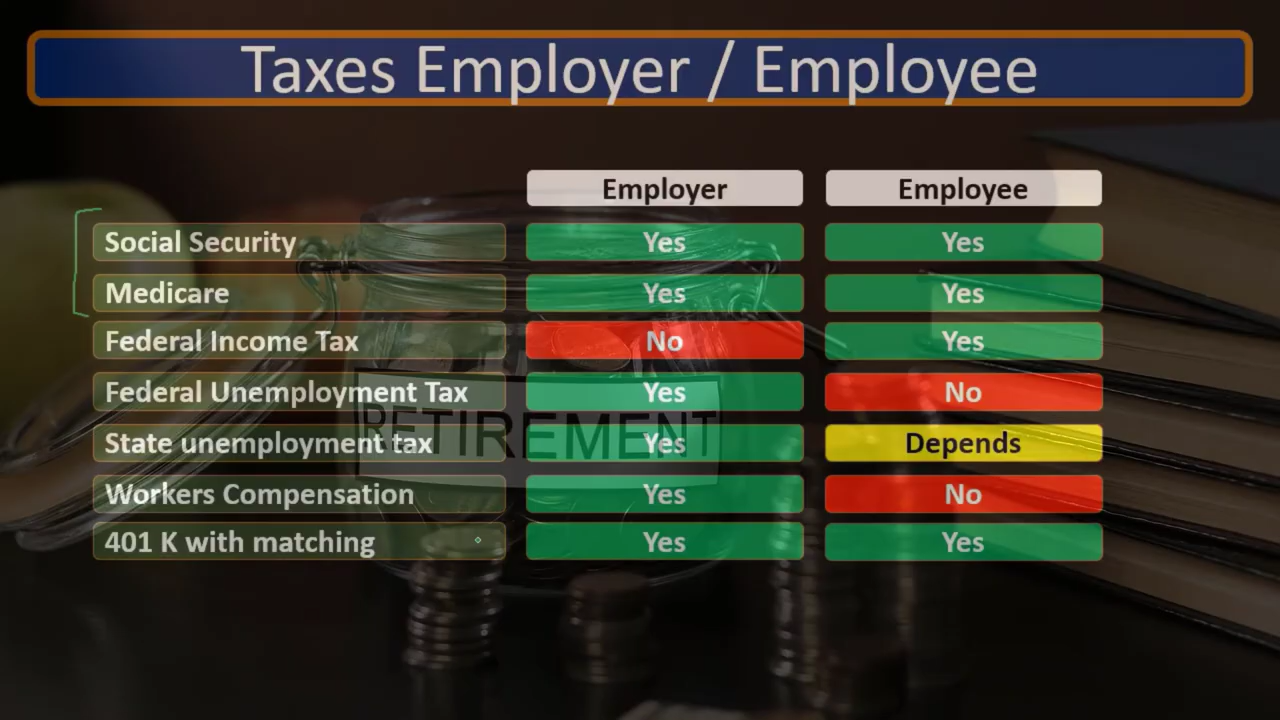 Taxes Employer / Employee
Employer Employee
Social Security Yes Yes
Medicare Yes Yes
Federal Income Tax No Yes
Federal Unemployment Tax Yes No
State unemployment tax Yes Depends
Workers Compensation Yes No
401 K with matching Yes Yes
RETIREMENT